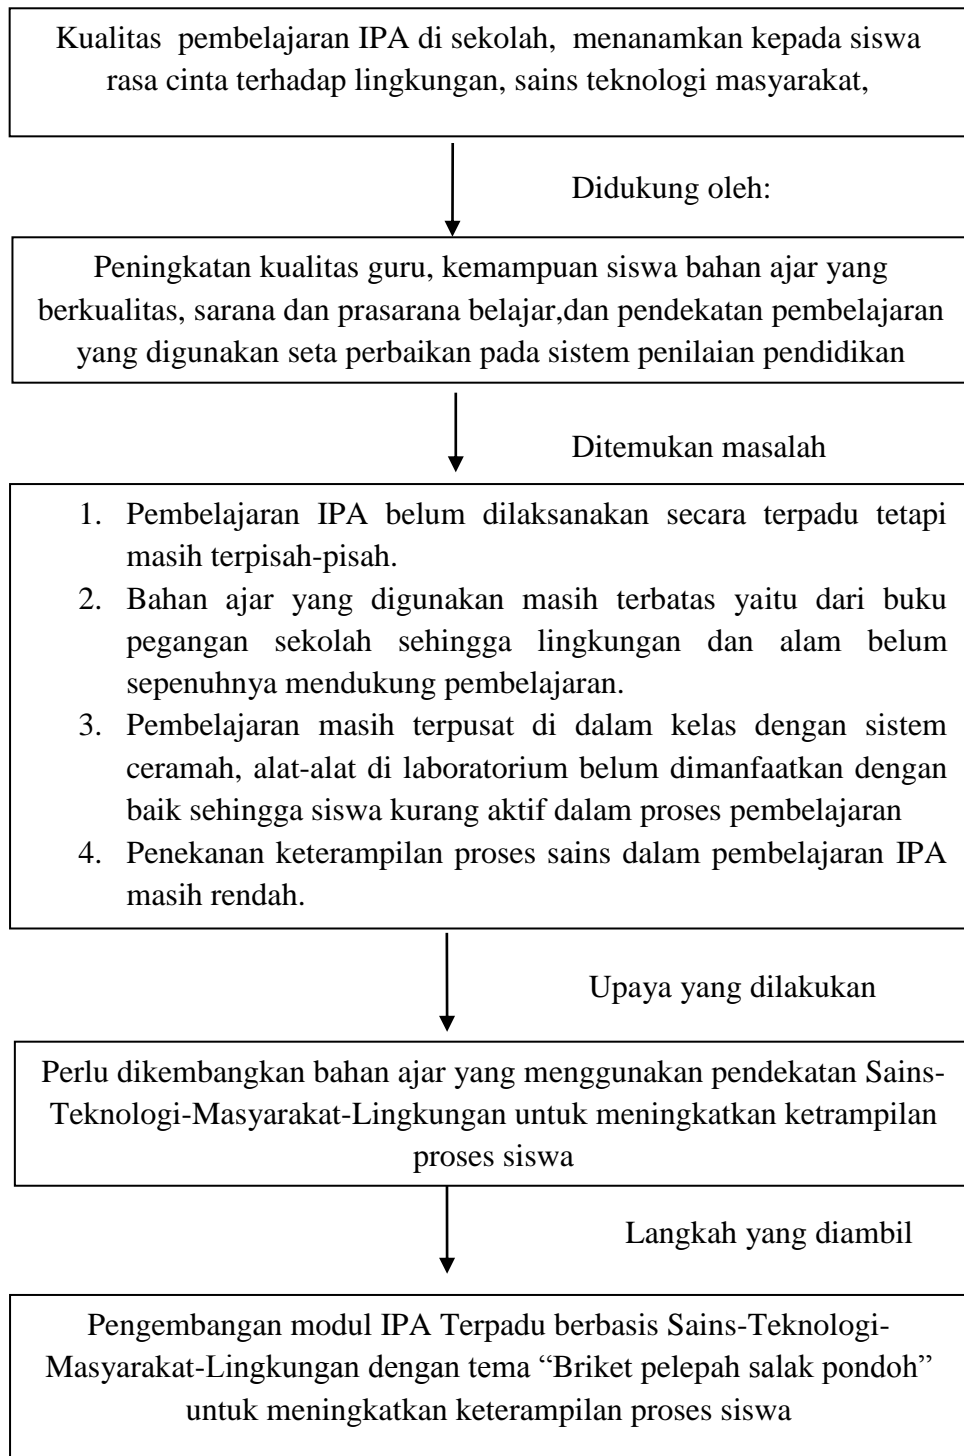 Kualitas pembelajaran IPA di sekolah, menanamkan kepada siswa
rasa cinta terhadap lingkungan, sains teknologi masyarakat,
Didukung oleh:
Peningkatan kualitas guru, kemampuan siswa bahan ajar yang
berkualitas, sarana dan prasarana belajar,dan pendekatan pembelajaran
yang digunakan seta perbaikan pada sistem penilaian pendidikan
Ditemukan masalah
1. Pembelajaran IPA belum dilaksanakan secara terpadu tetapi
masih terpisah-pisah.
2. Bahan ajar yang digunakan masih terbatas yaitu dari buku
pegangan sekolah sehingga lingkungan dan alam belum
sepenuhnya mendukung pembelajaran.
3. Pembelajaran masih terpusat di dalam kelas dengan sistem
ceramah, alat-alat di laboratorium belum dimanfaatkan dengan
baik sehingga siswa kurang aktif dalam proses pembelajaran
4. Penekanan keterampilan proses sains dalam pembelajaran IPA
masih rendah.
Upaya yang dilakukan
Perlu dikembangkan bahan ajar yang menggunakan pendekatan Sains-
Teknologi-Masyarakat-Lingkungan untuk meningkatkan ketrampilan
proses siswa
Langkah yang diambil
Pengembangan modul IPA Terpadu berbasis Sains-Teknologi-
Masyarakat-Lingkungan dengan tema “Briket pelepah salak pondoh”
untuk meningkatkan keterampilan proses siswa